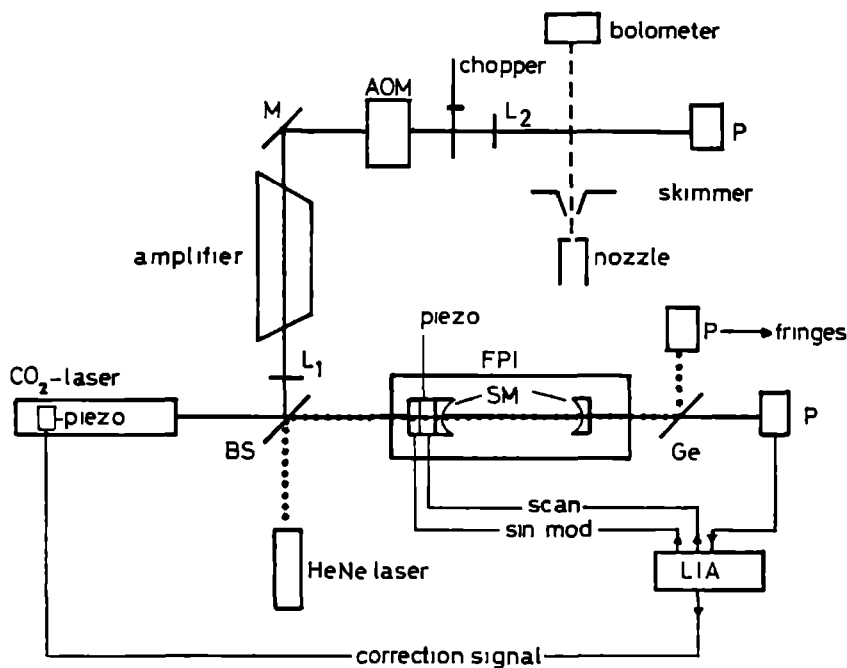 bolometer
chopper
AOM
M
L2
P
skimmer
amplifier
nozzle
piezo
P → fringes
L1
FPI
CO2-laser
SM
piezo
P
BS
Ge
scan
sin mod
HeNe laser
LIA
correction signal